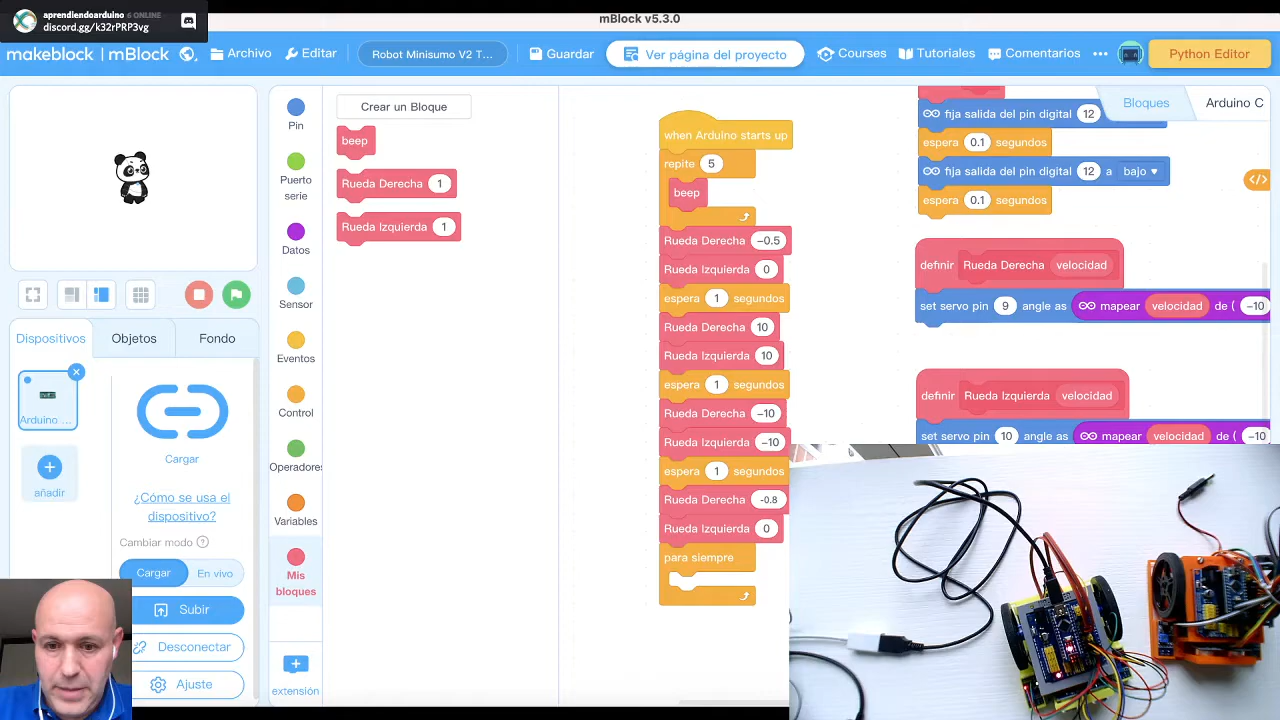 aprendiendoarduino 6 ONLINE
discord.gg/k32rPRP3vg
mBlock v5.3.0
makeblock | mBlock
Archivo
Editar
Robot Minisumo V2 T...
Guardar
Ver página del proyecto
Courses
Tutoriales
Comentarios
Python Editor
Dispositivos
Objetos
Fondo
Arduino ...
añadir
Cargar
¿Cómo se usa el
dispositivo?
Cambiar modo
Cargar
En vivo
Subir
Desconectar
Ajuste
Pin
Puerto
serie
Datos
Sensor
Eventos
Control
Operadores
Variables
Mis
bloques
extensión
Crear un Bloque
beep
Rueda Derecha 1
Rueda Izquierda 1
when Arduino starts up
repite 5
beep
Rueda Derecha -0.5
Rueda Izquierda 0
espera 1 segundos
Rueda Derecha 10
Rueda Izquierda 10
espera 1 segundos
Rueda Derecha -10
Rueda Izquierda -10
espera 1 segundos
Rueda Derecha -0.8
Rueda Izquierda 0
para siempre
Bloques
Arduino C
fija salida del pin digital 12
espera 0.1 segundos
fija salida del pin digital 12 a bajo
espera 0.1 segundos
definir Rueda Derecha velocidad
set servo pin 9 angle as mapear velocidad de ( -10
definir Rueda Izquierda velocidad
set servo pin 10 angle as mapear velocidad de ( -10